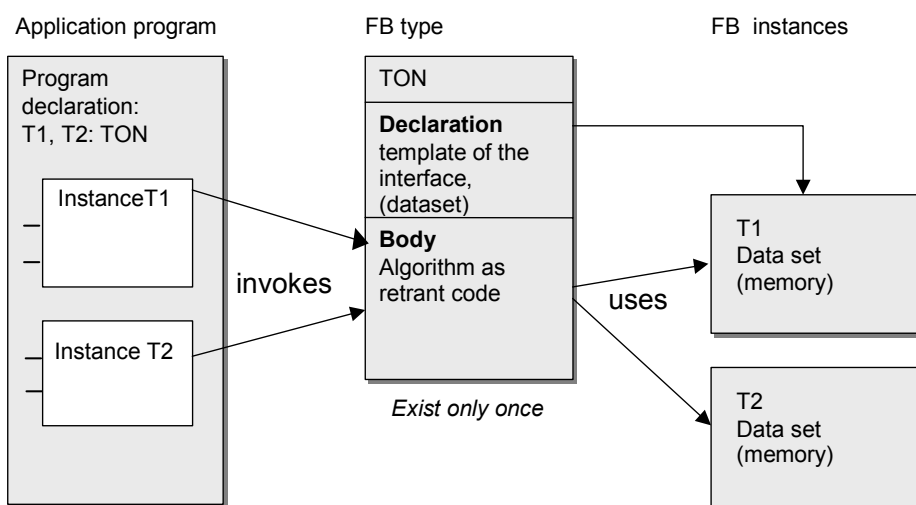 Application program
FB type
FB instances
Program
declaration:
T1, T2: TON
InstanceT1
Instance T2
invokes
TON
Declaration
template of the
interface,
(dataset)
Body
Algorithm as
retrant code
Exist only once
uses
T1
Data set
(memory)
T2
Data set
(memory)